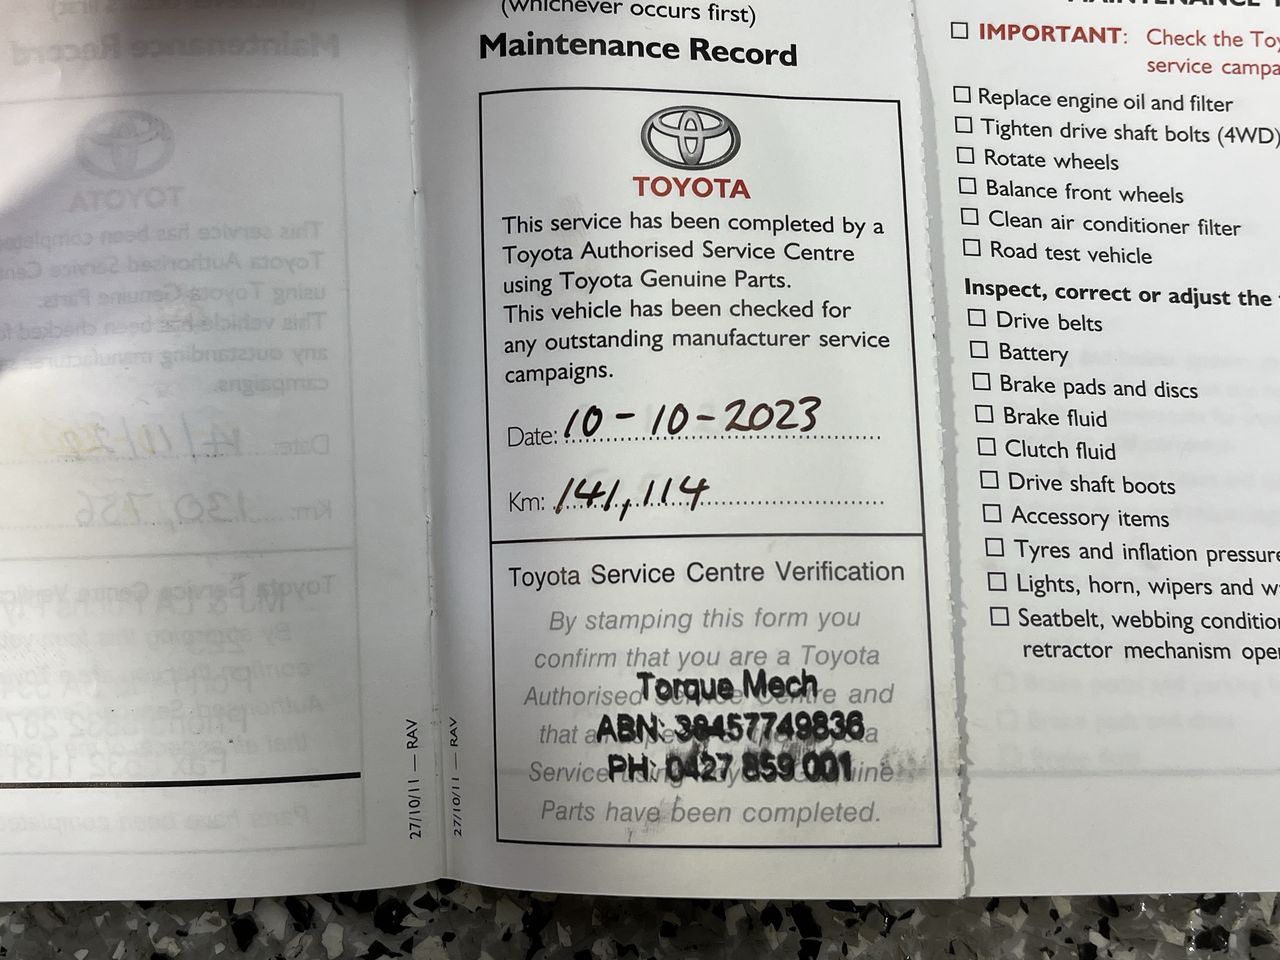 (whichever occurs first)
Maintenance Record
TOYOTA
This service has been completed by a
Toyota Authorised Service Centre
using Toyota Genuine Parts.
This vehicle has been checked for
any outstanding manufacturer service
campaigns.
Date: 10-10-2023
Km: 141,114
Toyota Service Centre Verification
By stamping this form you
confirm that you are a Toyota
Authorised Service Centre and
that a
Service Genuine
Parts have been completed.
Torque Mech
ABN: 38457749836
PH: 0427 859 001
27/10/11 — RAV
27/10/11 — RAV
MAINTENANCE
IMPORTANT: Check the Toy
service campa
Replace engine oil and filter
Tighten drive shaft bolts (4WD)
Rotate wheels
Balance front wheels
Clean air conditioner filter
Road test vehicle
Inspect, correct or adjust the
Drive belts
Battery
Brake pads and discs
Brake fluid
Clutch fluid
Drive shaft boots
Accessory items
Tyres and inflation pressure
Lights, horn, wipers and w
Seatbelt, webbing conditio
retractor mechanism oper